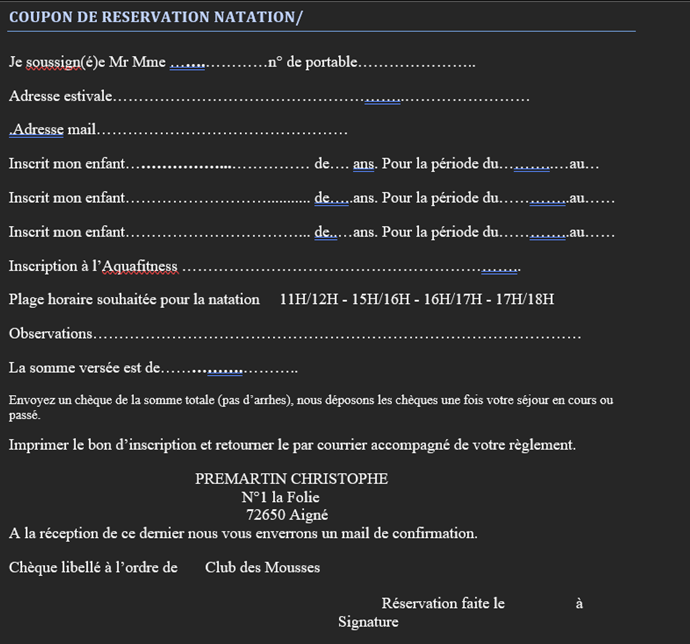 COUPON DE RESERVATION NATATION/
Je soussign(é)e Mr Mme ……..…………n° de portable…………………..
Adresse estivale……………………………………………………………………
.Adresse mail…………………………………………
Inscrit mon enfant………………...…………… de…. ans. Pour la période du……………au…
Inscrit mon enfant………………………........... de…..ans. Pour la période du…………..au……
Inscrit mon enfant…………………………….. de..…ans. Pour la période du…………..au……
Inscription à l’Aquafitness ……………………………………………………….
Plage horaire souhaitée pour la natation 11H/12H - 15H/16H - 16H/17H - 17H/18H
Observations…………………………………………………………………………………
La somme versée est de……………………..
Envoyez un chèque de la somme totale (pas d’arrhes), nous déposons les chèques une fois votre séjour en cours ou
passé.
Imprimer le bon d’inscription et retourner le par courrier accompagné de votre règlement.
PREMARTIN CHRISTOPHE
N°1 la Folie
72650 Aigné
A la réception de ce dernier nous vous enverrons un mail de confirmation.
Chèque libellé à l’ordre de Club des Mousses
Réservation faite le à
Signature